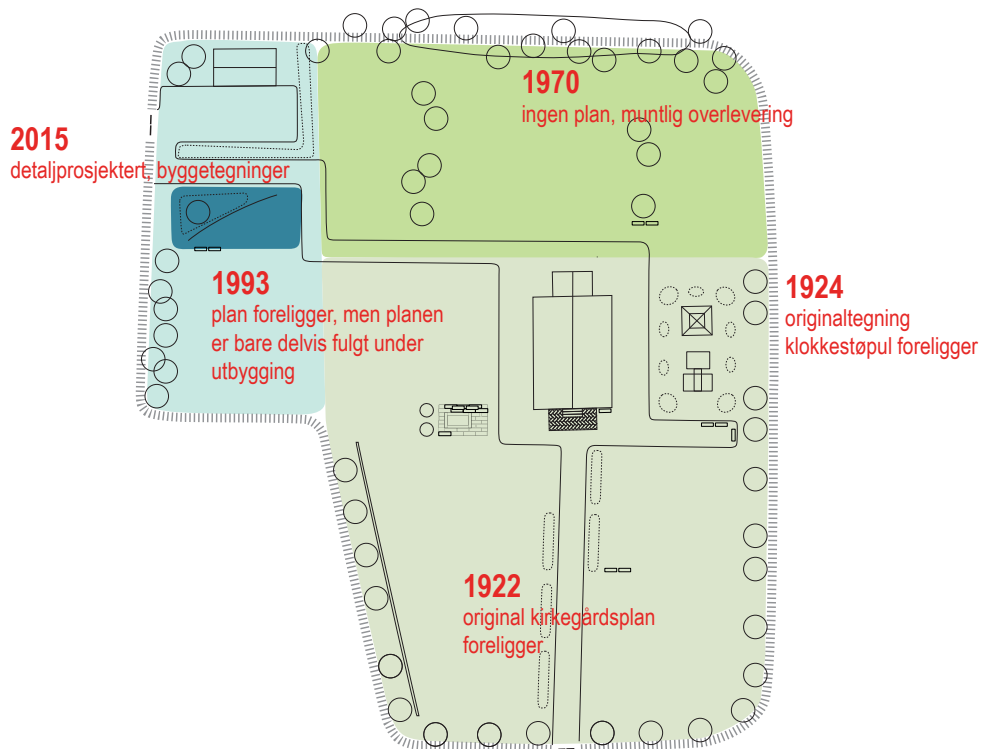 1970
ingen plan, muntlig overlevering
2015
detaljprosjektert, byggetegninger
1993
plan foreligger, men planen
er bare delvis fulgt under
utbygging
1924
originaltegning
klokkestøpul foreligger
1922
original kirkegårdsplan
foreligger